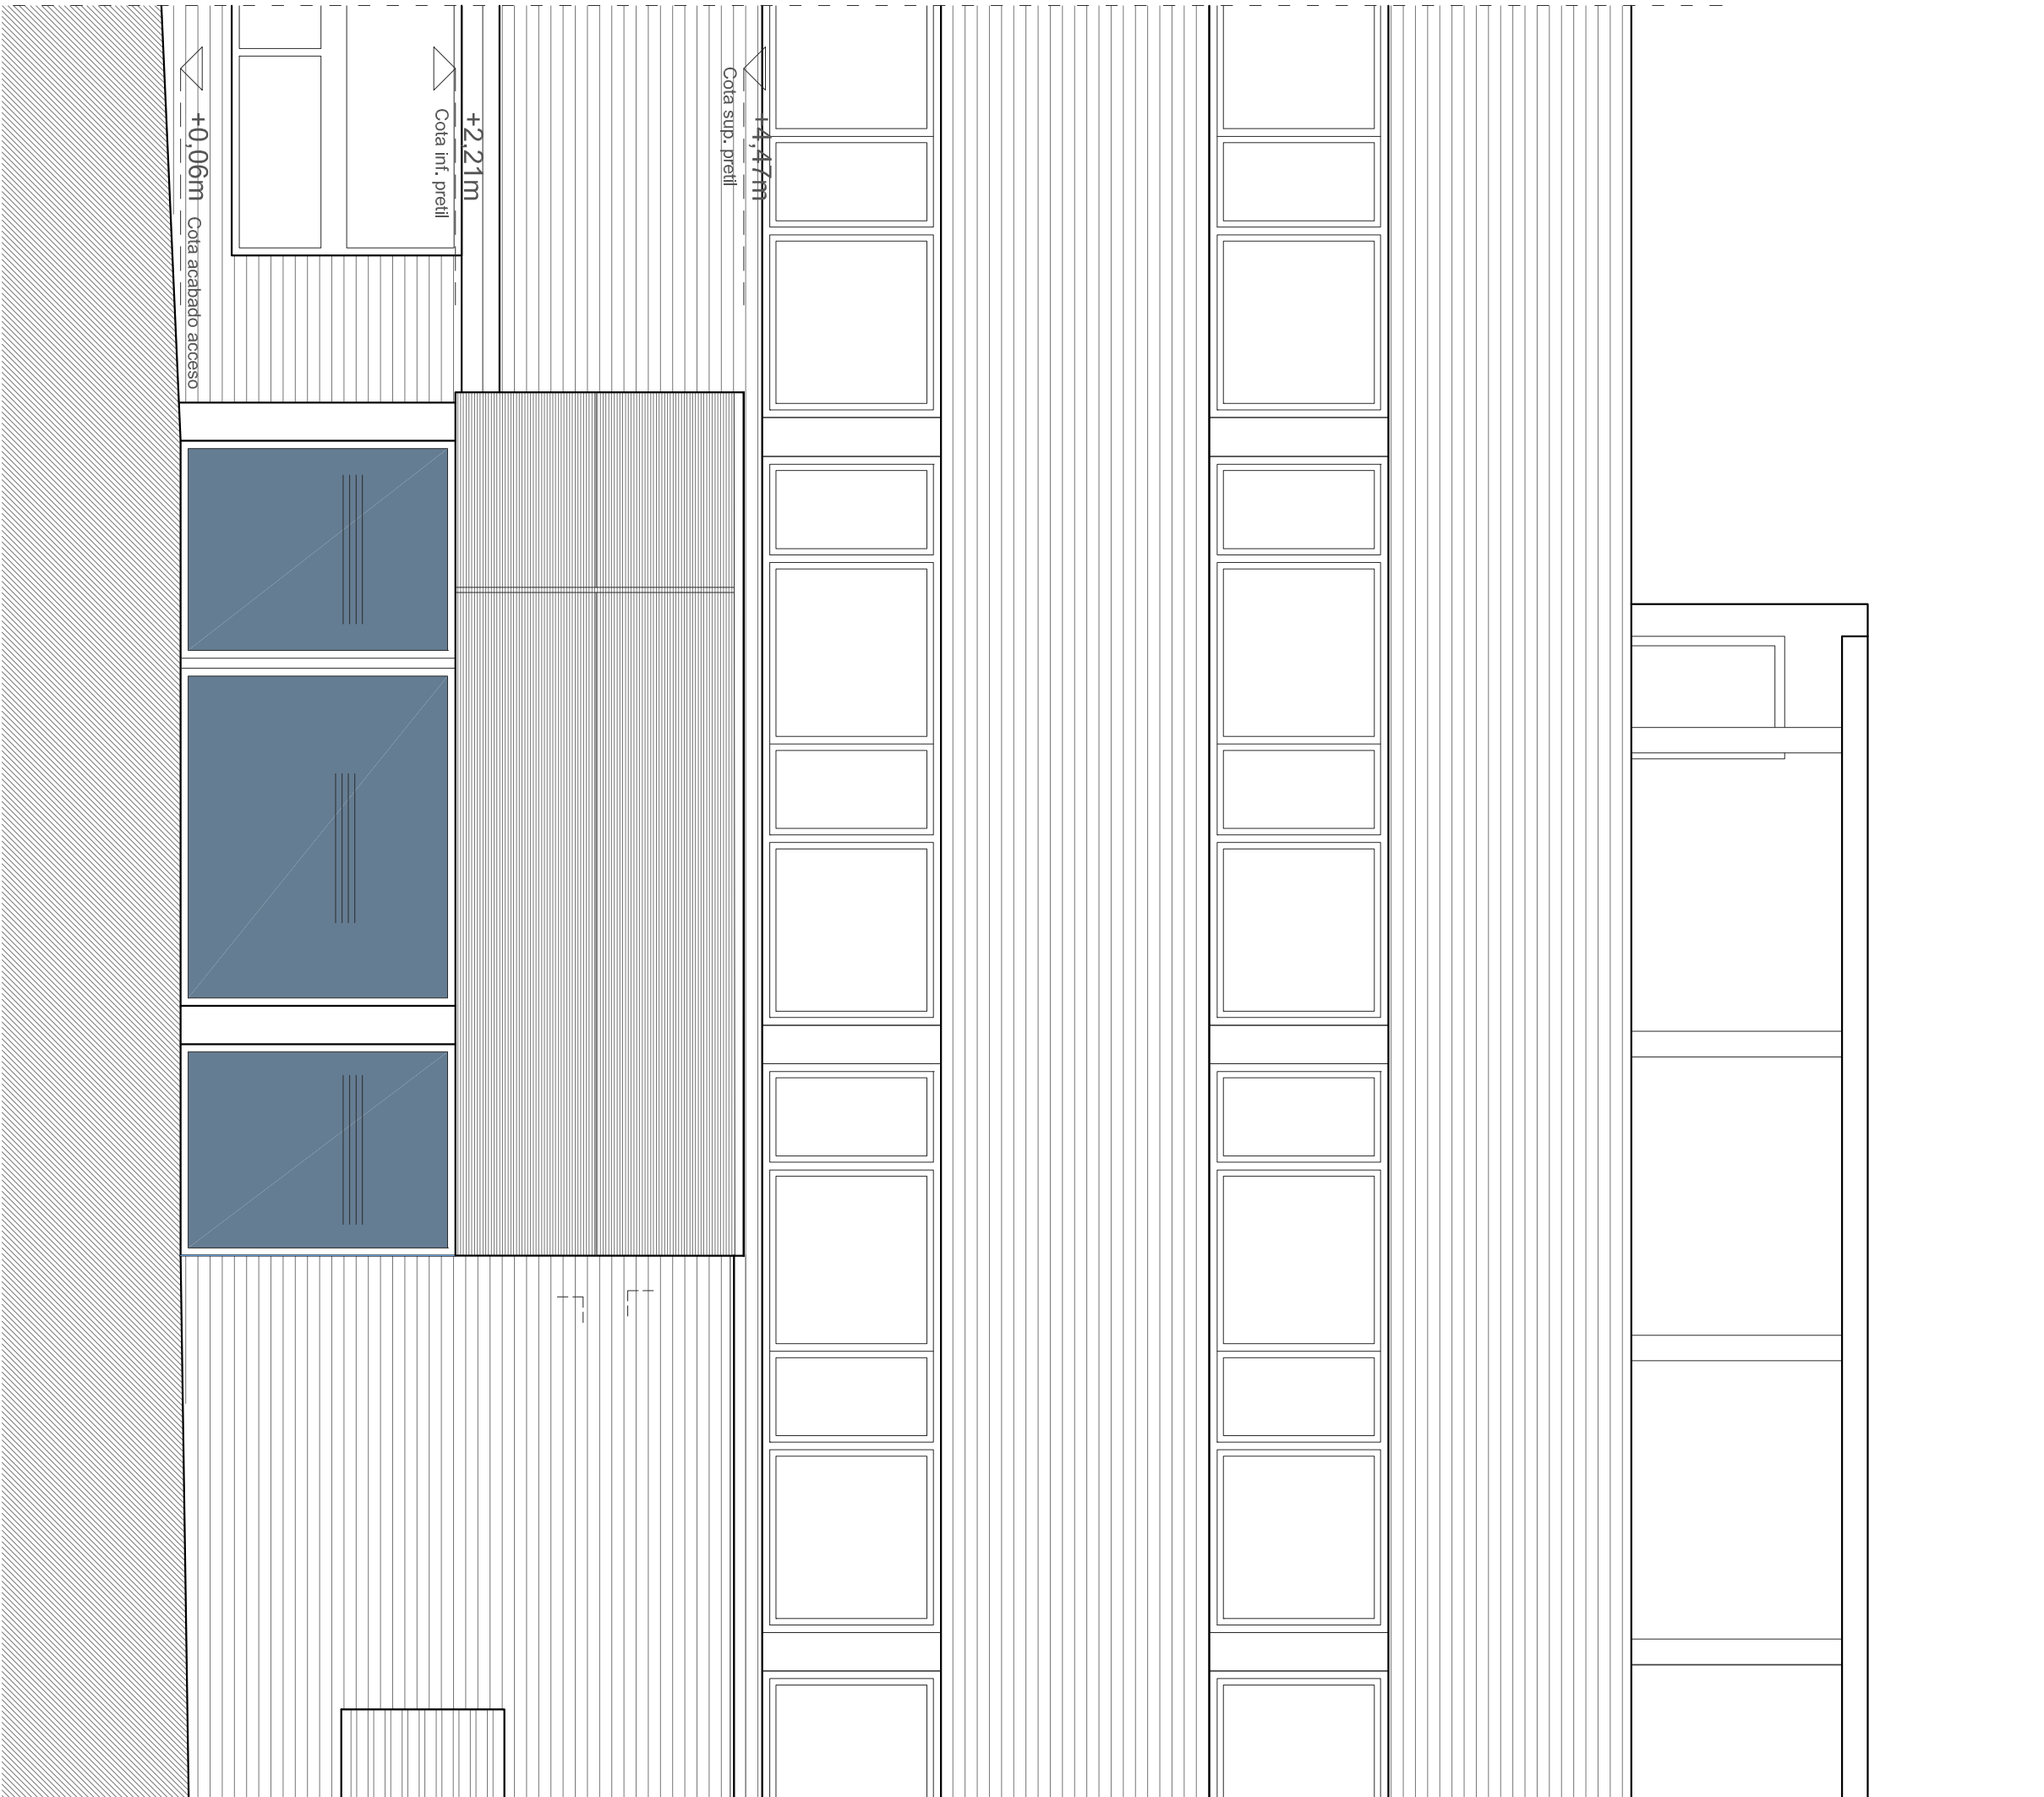 +4,47m
Cota sup. pretil
+2,21m
Cota inf. pretil
+0,06m
Cota acabado acceso